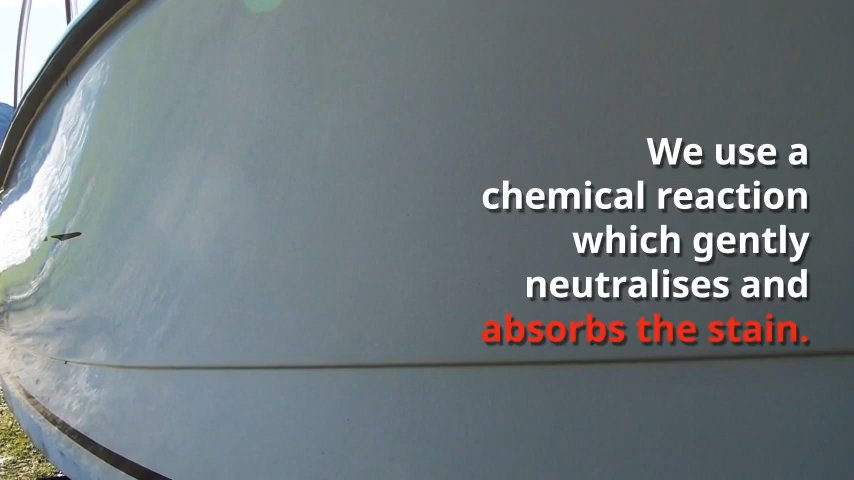 We use a
chemical reaction
which gently
neutralises and
absorbs the stain.